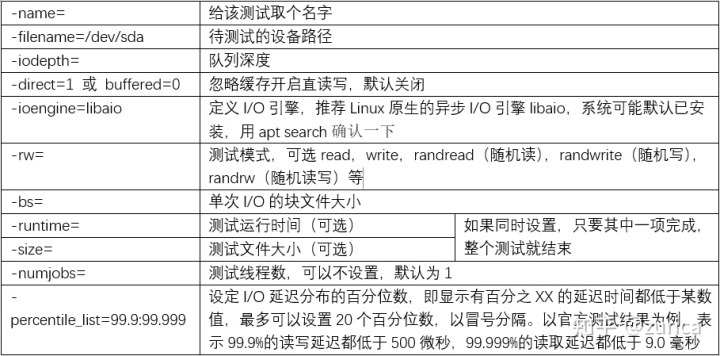 -name= 给该测试取个名字
-filename=/dev/sda 待测试的设备路径
-iodepth= 队列深度
-direct=1 或 buffered=0 忽略缓存开启直读写，默认关闭
-ioengine=libaio 定义 I/O 引擎，推荐 Linux 原生的异步 I/O 引擎 libaio，系统可能默认已安
装，用 apt search 确认一下
-rw= 测试模式，可选 read，write，randread（随机读），randwrite（随机写），
randrw（随机读写）等
-bs= 单次 I/O 的块文件大小
-runtime= 测试运行时间（可选） 如果同时设置，只要其中一项完成，
-size= 测试文件大小（可选） 整个测试就结束
-numjobs= 测试线程数，可以不设置，默认为 1
- 设定 I/O 延迟分布的百分位数，即显示有百分之 XX 的延迟时间都低于某数
percentile_list=99.9:99.999 值，最多可以设置 20 个百分位数，以冒号分隔。以官方测试结果为例，表
示 99.9%的读写延迟都低于 500 微秒，99.999%的读取延迟都低于 9.0 毫秒
知乎 @zunca